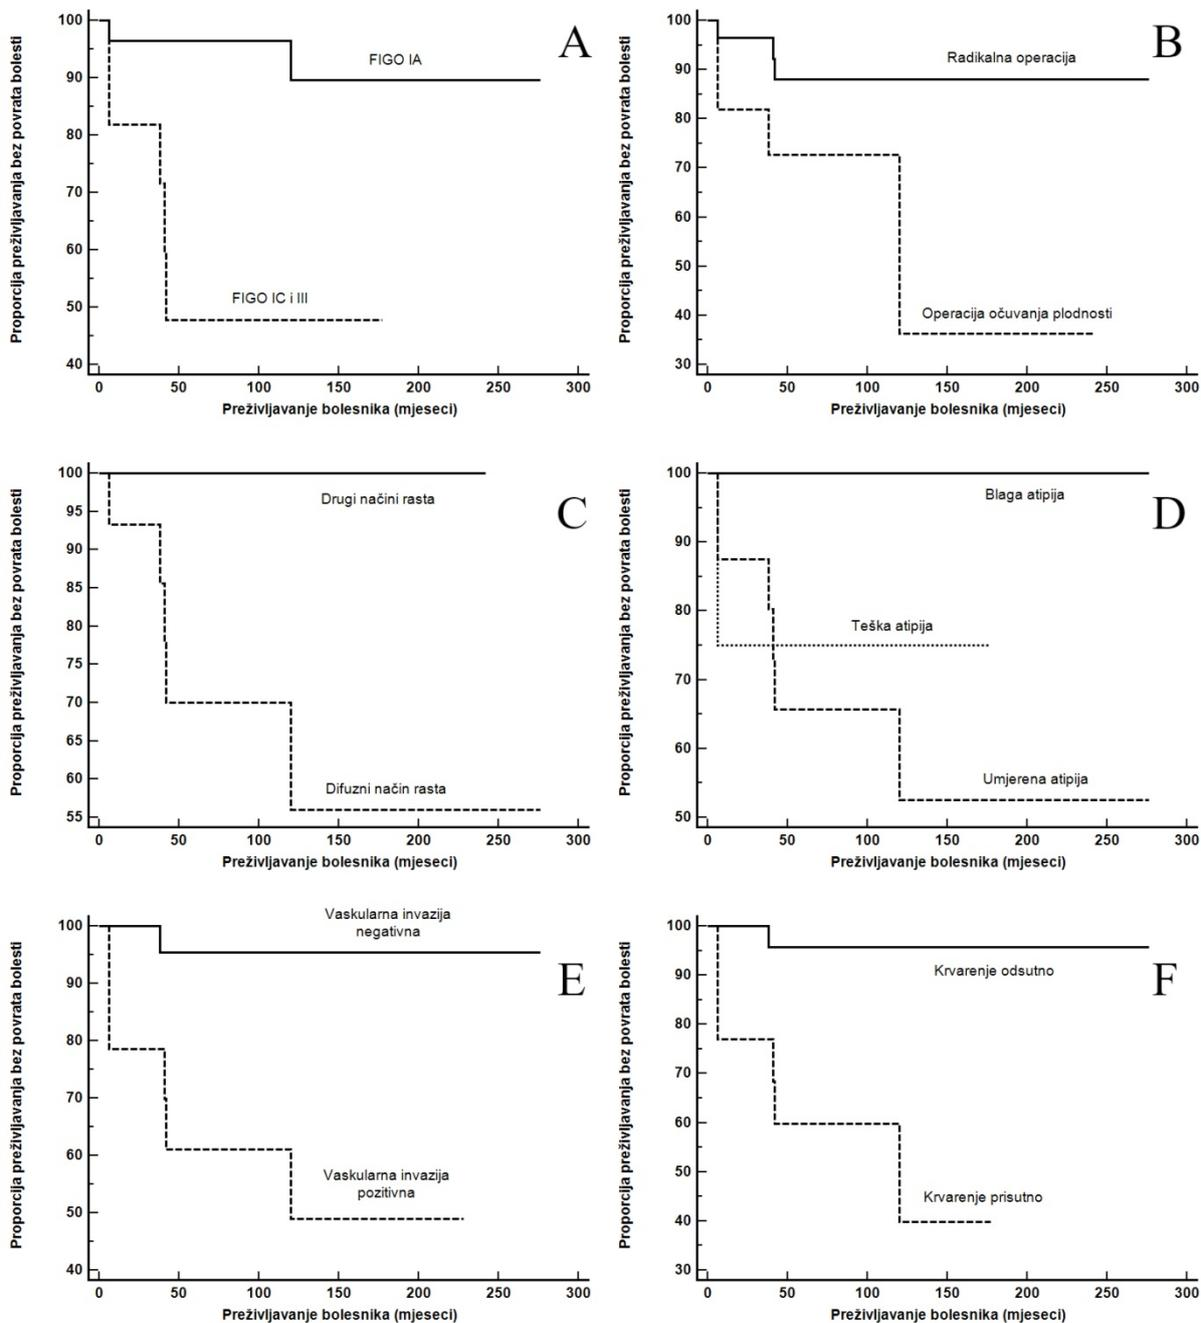 A
Proporcija preživljavanja bez povrata bolesti
100
90
80
70
60
50
40
FIGO IA
FIGO IC i III
0 50 100 150 200 250 300
Preživljavanje bolesnika (mjeseci)
B
Proporcija preživljavanja bez povrata bolesti
100
90
80
70
60
50
40
30
Radikalna operacija
Operacija očuvanja plodnosti
0 50 100 150 200 250 300
Preživljavanje bolesnika (mjeseci)
C
Proporcija preživljavanja bez povrata bolesti
100
95
90
85
80
75
70
65
60
55
Drugi načini rasta
Difuzni način rasta
0 50 100 150 200 250 300
Preživljavanje bolesnika (mjeseci)
D
Proporcija preživljavanja bez povrata bolesti
100
90
80
70
60
50
Blaga atipija
Teška atipija
Umjerena atipija
0 50 100 150 200 250 300
Preživljavanje bolesnika (mjeseci)
E
Proporcija preživljavanja bez povrata bolesti
100
90
80
70
60
50
40
Vaskularna invazija
negativna
Vaskularna invazija
pozitivna
0 50 100 150 200 250 300
Preživljavanje bolesnika (mjeseci)
F
Proporcija preživljavanja bez povrata bolesti
100
90
80
70
60
50
40
30
Krvarenje odsutno
Krvarenje prisutno
0 50 100 150 200 250 300
Preživljavanje bolesnika (mjeseci)